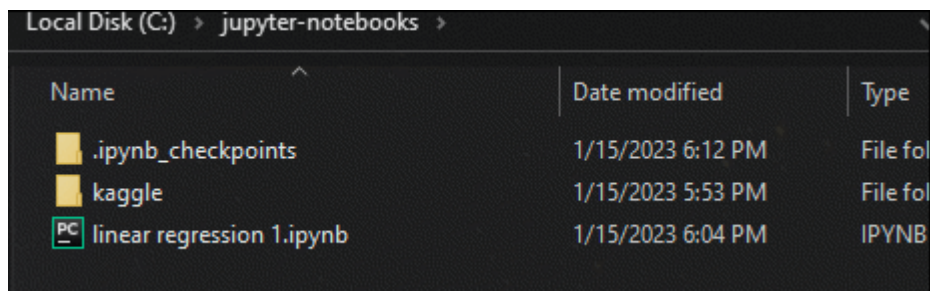 Local Disk (C:) > jupyter-notebooks >
Name Date modified Type
.ipynb_checkpoints 1/15/2023 6:12 PM File fol
kaggle 1/15/2023 5:53 PM File fol
PC linear regression 1.ipynb 1/15/2023 6:04 PM IPYNB